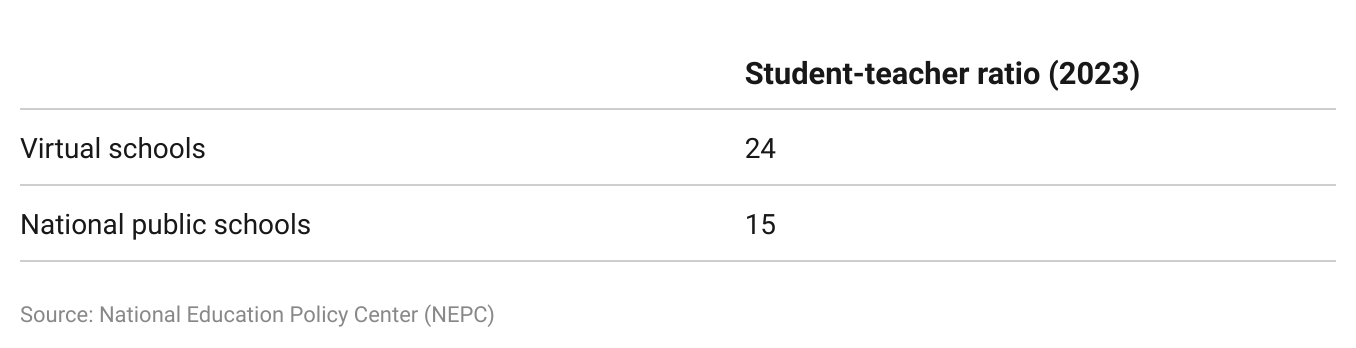 Student-teacher ratio (2023)
Virtual schools 24
National public schools 15
Source: National Education Policy Center (NEPC)